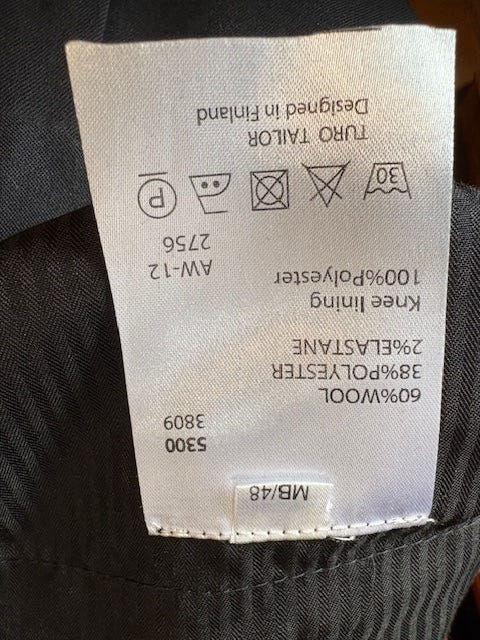 MB/48
5300
3809
60%WOOL
38%POLYESTER
2%ELASTANE
Knee lining
100%Polyester
AW-12
2756
30
P
TURO TAILOR
Designed in Finland